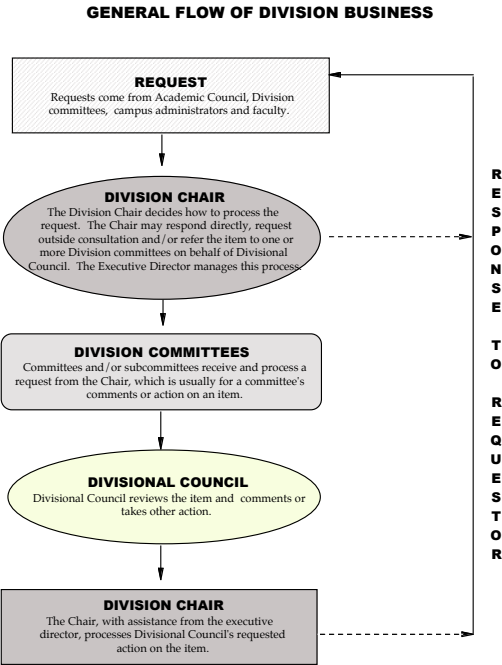 GENERAL FLOW OF DIVISION BUSINESS
REQUEST
Requests come from Academic Council, Division
committees, campus administrators and faculty.
DIVISION CHAIR
The Division Chair decides how to process the
request. The Chair may respond directly, request
outside consultation and/or refer the item to one or
more Division committees on behalf of Divisional
Council. The Executive Director manages this process.
DIVISION COMMITTEES
Committees and/or subcommittees receive and process a
request from the Chair, which is usually for a committee's
comments or action on an item.
DIVISIONAL COUNCIL
Divisional Council reviews the item and comments or
takes other action.
DIVISION CHAIR
The Chair, with assistance from the executive
director, processes Divisional Council's requested
action on the item.
RESPONSE TO REQUESTOR